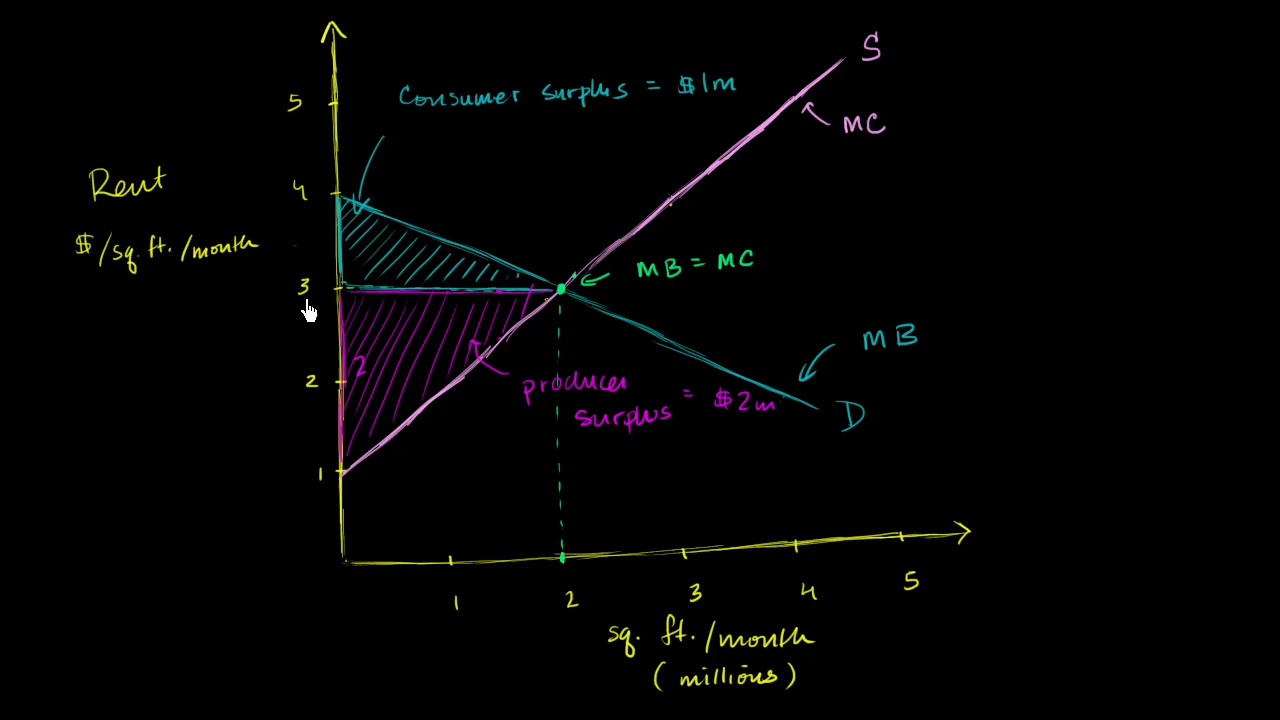 S
Consumer surplus = $1m
5
MC
Rent
4
$/sq.ft./month
MB = MC
3
MB
2
2
producer
surplus = $2m
D
1
1
2
3
4
5
sq. ft./month
(millions)